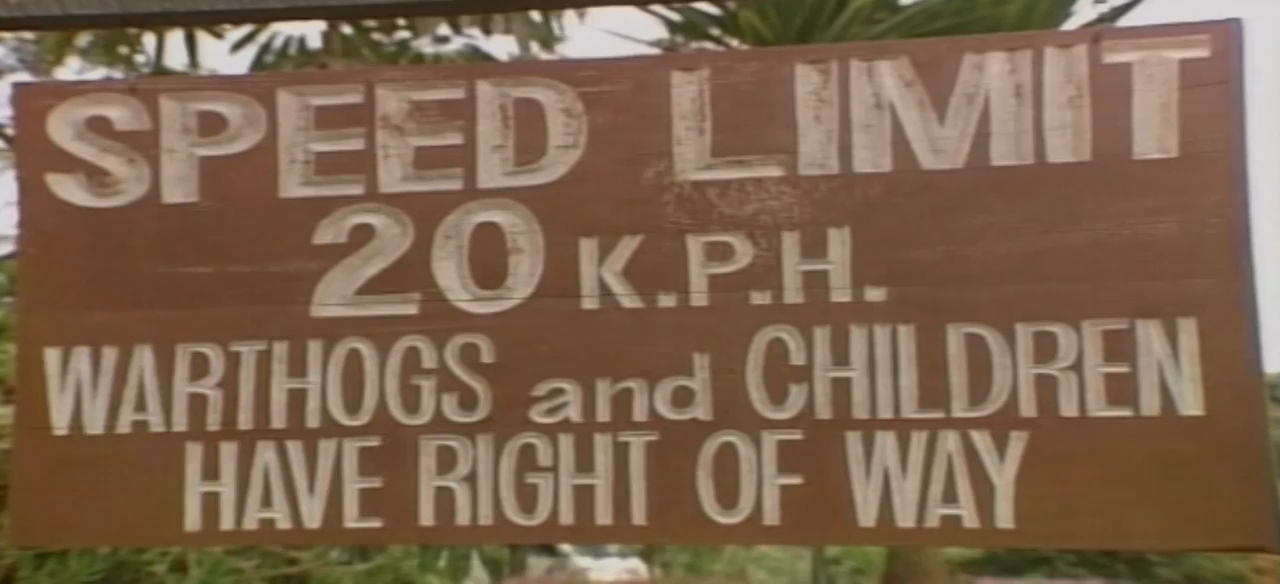 SPEED LIMIT
20 K.P.H.
WARTHOGS and CHILDREN
HAVE RIGHT OF WAY